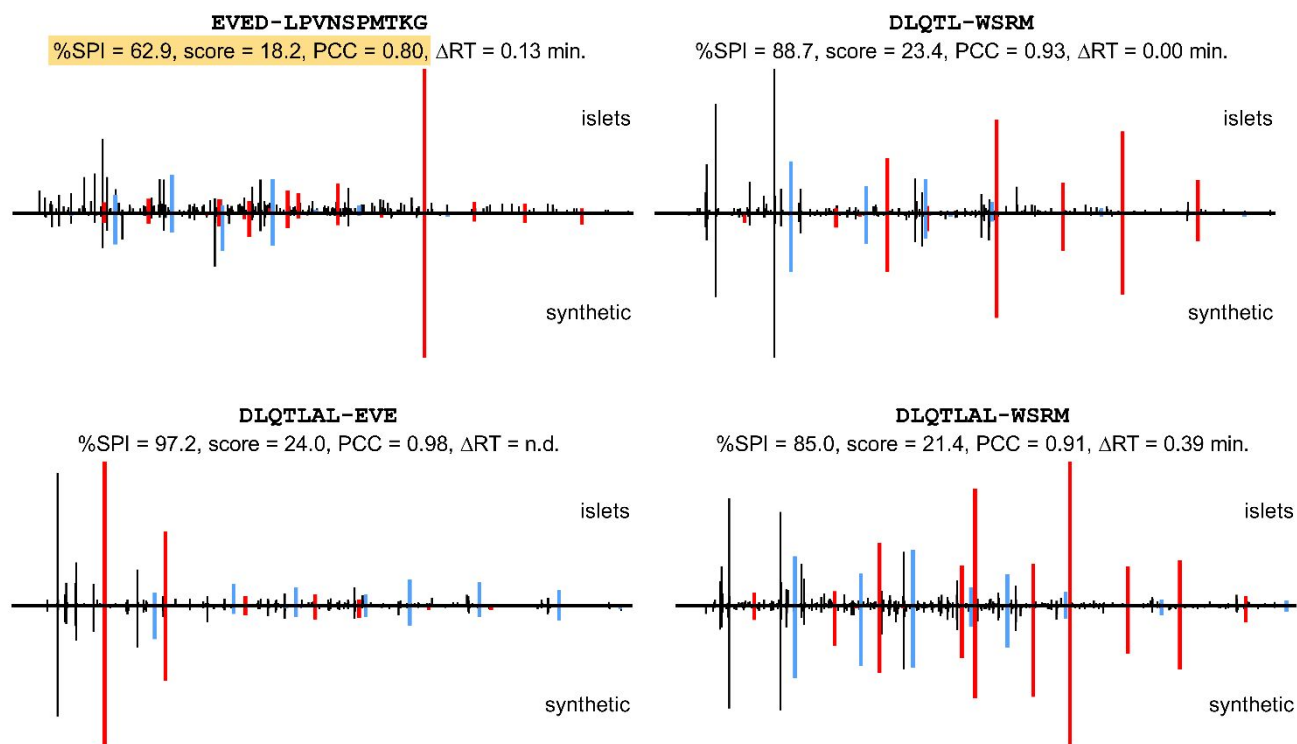 EVED-LPVNSPMTKG
%SPI = 62.9, score = 18.2, PCC = 0.80, ΔRT = 0.13 min.
islets
synthetic
DLQTL-WSRM
%SPI = 88.7, score = 23.4, PCC = 0.93, ΔRT = 0.00 min.
islets
synthetic
DLQTLAL-EVE
%SPI = 97.2, score = 24.0, PCC = 0.98, ΔRT = n.d.
islets
synthetic
DLQTLAL-WSRM
%SPI = 85.0, score = 21.4, PCC = 0.91, ΔRT = 0.39 min.
islets
synthetic